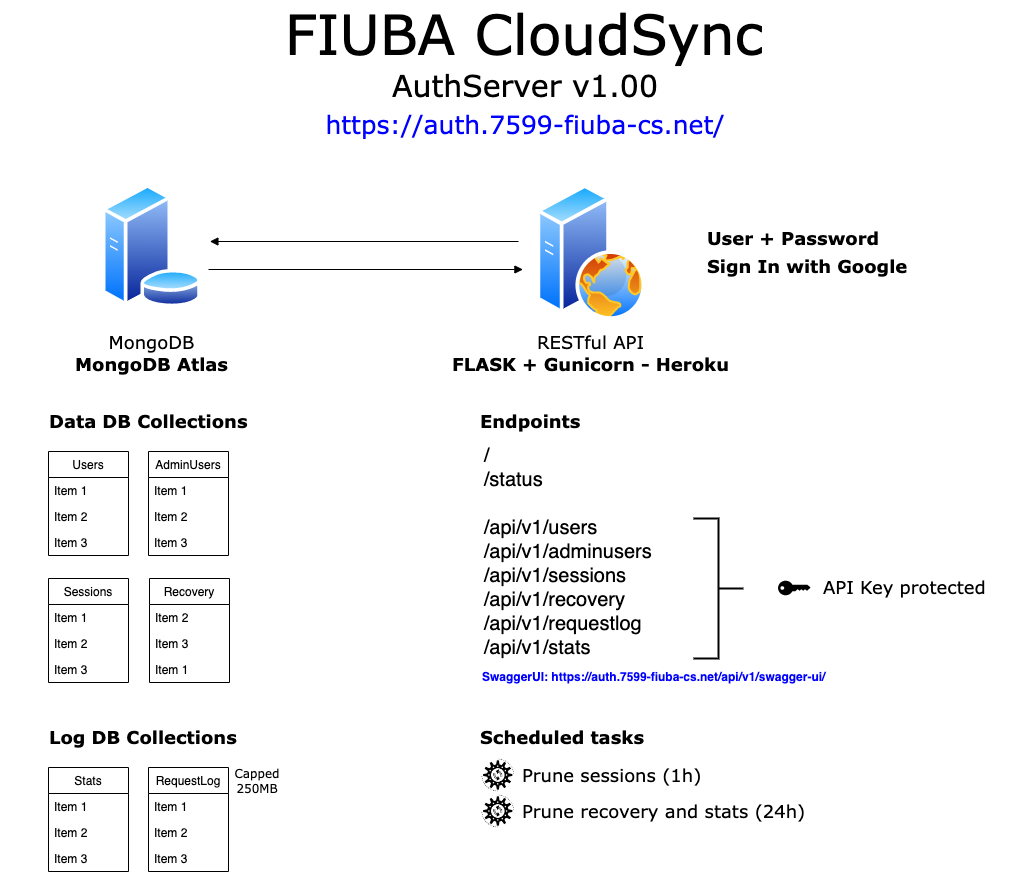 FIUBA CloudSync
AuthServer v1.00
https://auth.7599-fiuba-cs.net/
User + Password
Sign In with Google
MongoDB
MongoDB Atlas
RESTful API
FLASK + Gunicorn - Heroku
Data DB Collections
Users
Item 1
Item 2
Item 3
AdminUsers
Item 1
Item 2
Item 3
Sessions
Item 1
Item 2
Item 3
Recovery
Item 2
Item 3
Item 1
Endpoints
/
/status
/api/v1/users
/api/v1/adminusers
/api/v1/sessions
/api/v1/recovery
/api/v1/requestlog
/api/v1/stats
API Key protected
SwaggerUI: https://auth.7599-fiuba-cs.net/api/v1/swagger-ui/
Log DB Collections
Stats
Item 1
Item 2
Item 3
RequestLog
Item 1
Item 2
Item 3
Capped
250MB
Scheduled tasks
Prune sessions (1h)
Prune recovery and stats (24h)